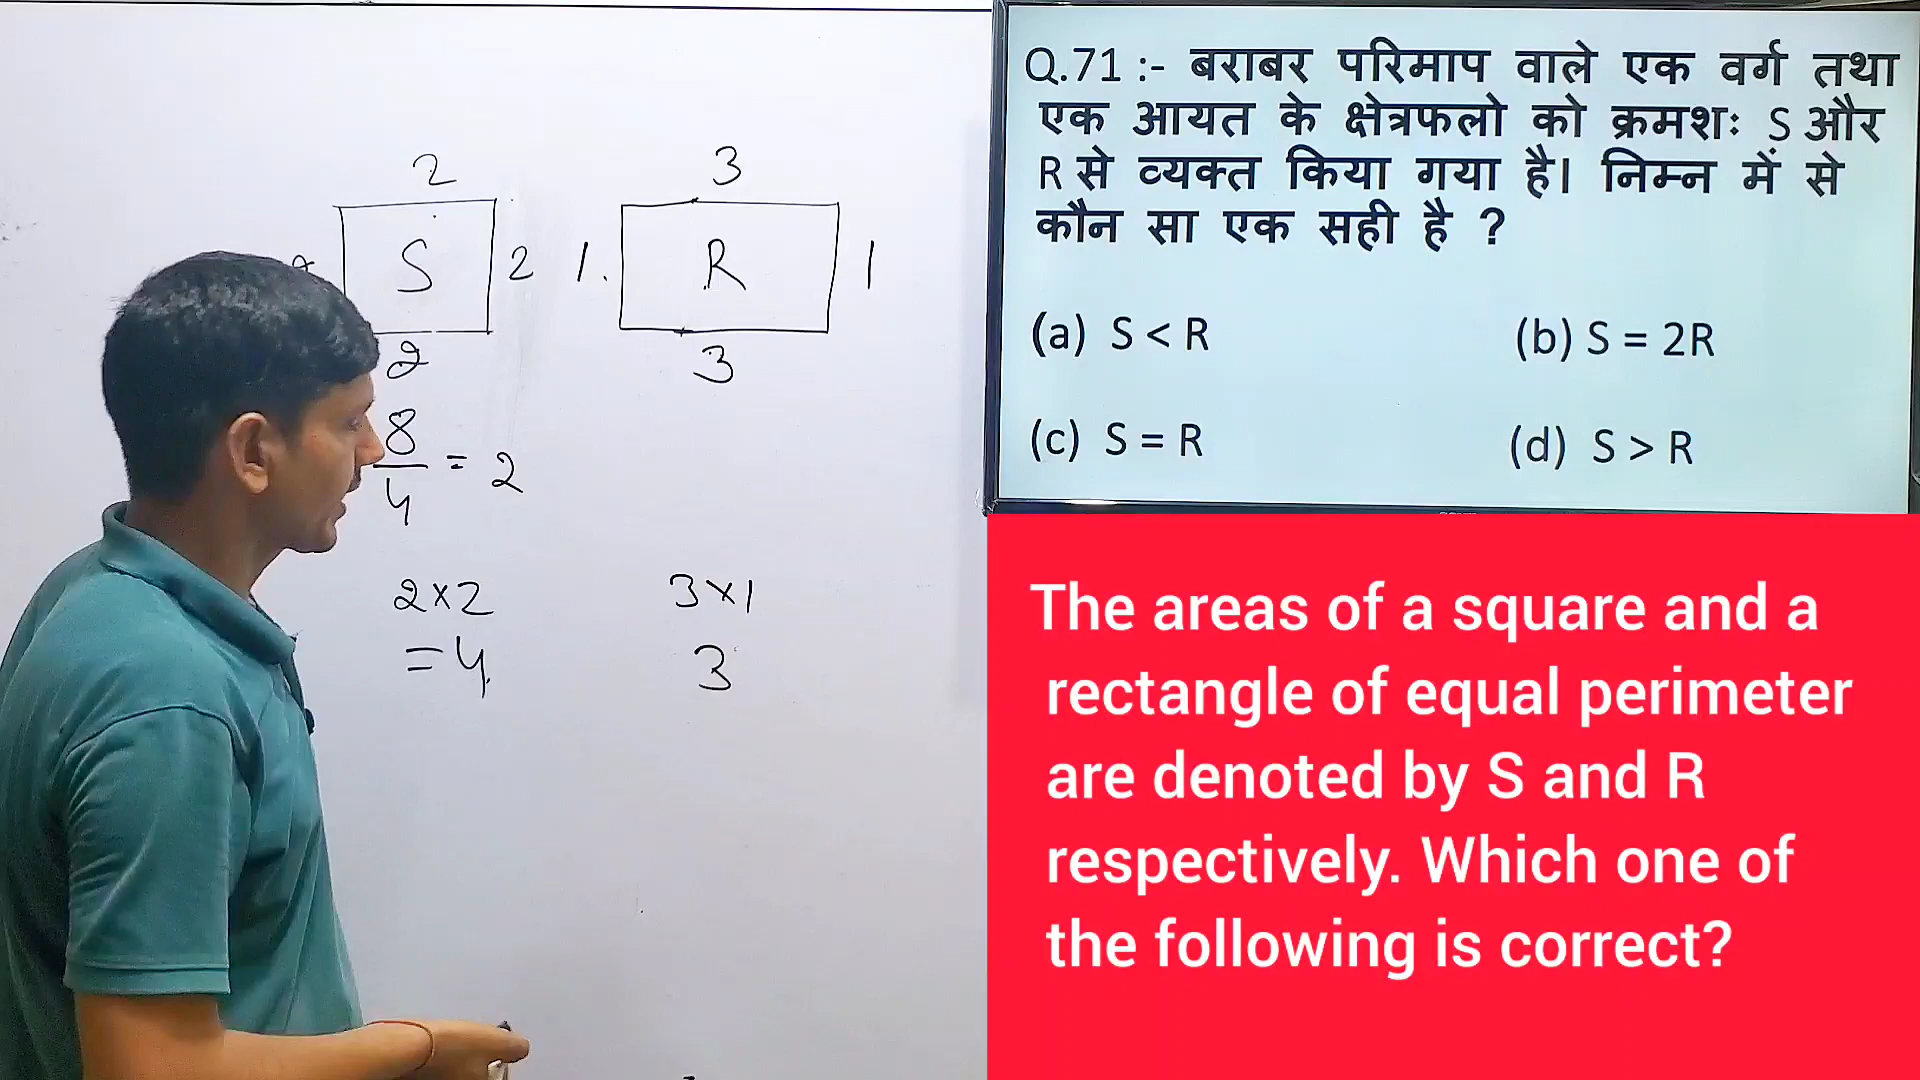 2
3
S
2
1.
R
1
2
3
8
4
= 2
2×2
3×1
=4
3
Q.71 :- बराबर परिमाप वाले एक वर्ग तथा
एक आयत के क्षेत्रफलो को क्रमशः S और
R से व्यक्त किया गया है। निम्न में से
कौन सा एक सही है ?
(a) S < R
(b) S = 2R
(c) S = R
(d) S > R
The areas of a square and a
rectangle of equal perimeter
are denoted by S and R
respectively. Which one of
the following is correct?